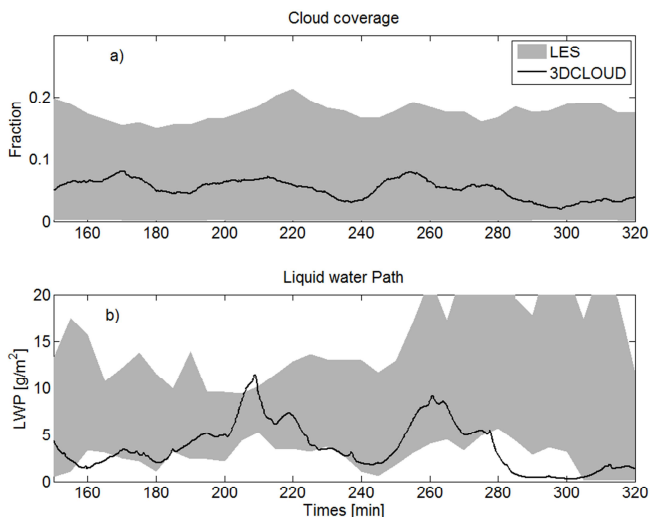 Cloud coverage
a)
LES
3DCLOUD
Fraction
0.2
0.1
0
160 180 200 220 240 260 280 300 320
Liquid water Path
b)
LWP [g/m²]
20
15
10
5
0
160 180 200 220 240 260 280 300 320
Times [min]